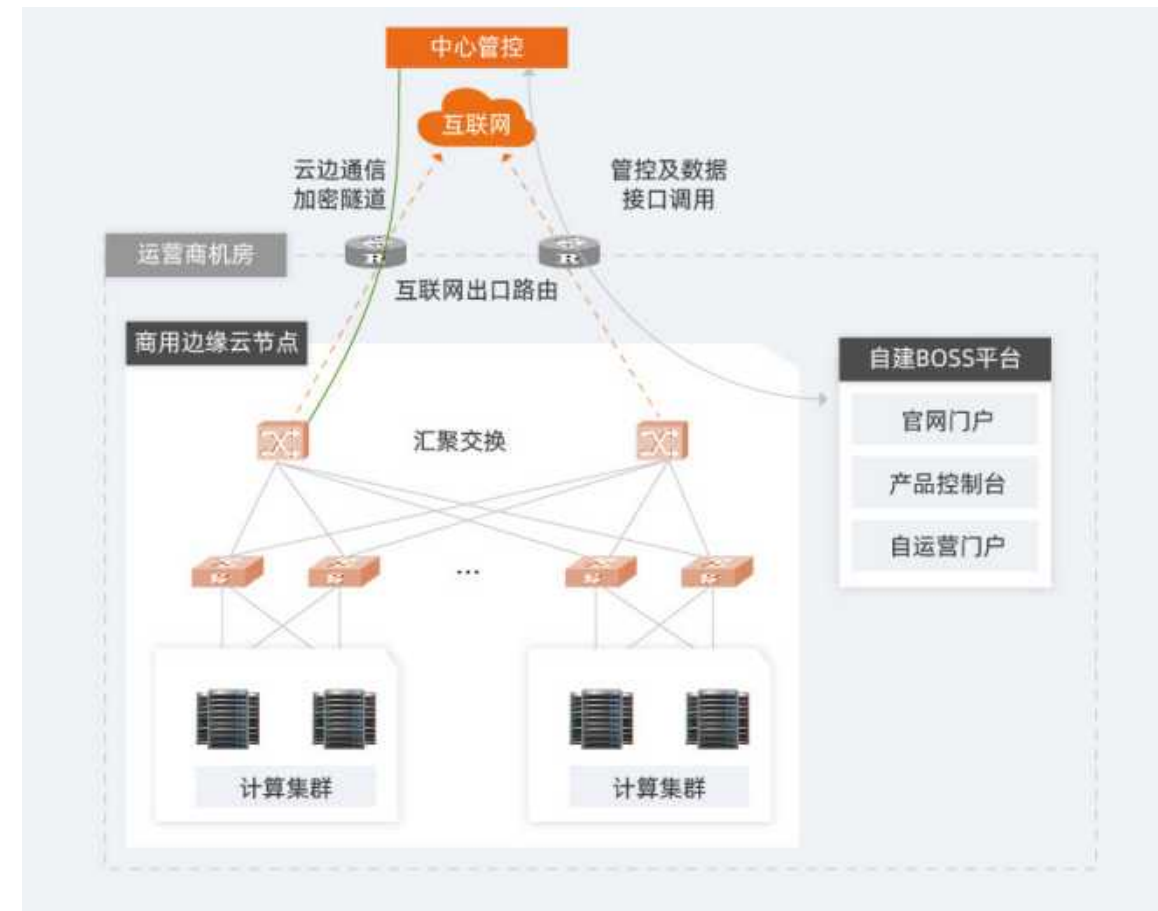 中心管控
互联网
云边通信
加密隧道
管控及数据
接口调用
运营商机房
R
R
互联网出口路由
商用边缘云节点
自建BOSS平台
官网门户
汇聚交换
产品控制台
自运营门户
...
计算集群
计算集群